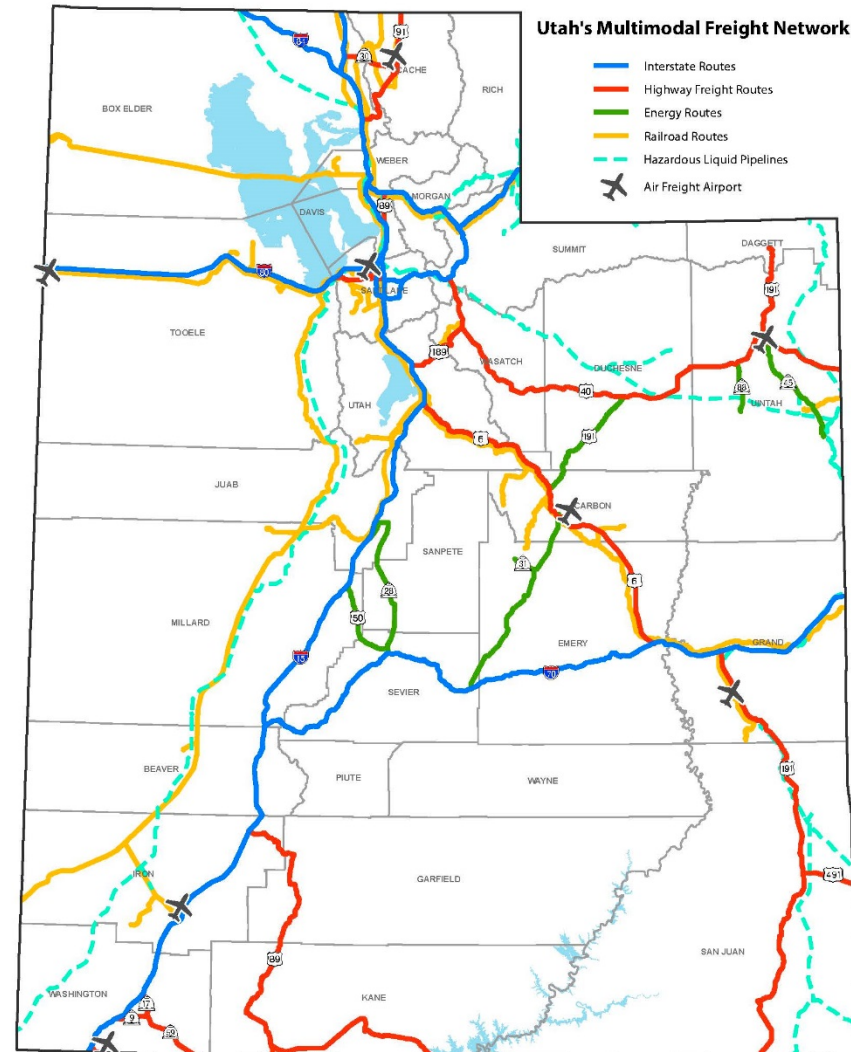 Utah's Multimodal Freight Network
Interstate Routes
Highway Freight Routes
Energy Routes
Railroad Routes
Hazardous Liquid Pipelines
Air Freight Airport
84
91
30
CACHE
RICH
BOX ELDER
WEBER
MORGAN
89
DAVIS
SUMMIT
DAGGETT
80
191
SALT LAKE
TOOELE
189
WASATCH
DUCHESNE
40
88
45
UINTAH
UTAH
6
191
JUAB
CARBON
SANPETE
31
6
28
50
MILLARD
EMERY
GRAND
15
70
SEVIER
BEAVER
PIUTE
WAYNE
191
IRON
GARFIELD
491
SAN JUAN
89
WASHINGTON
KANE
17
9
59